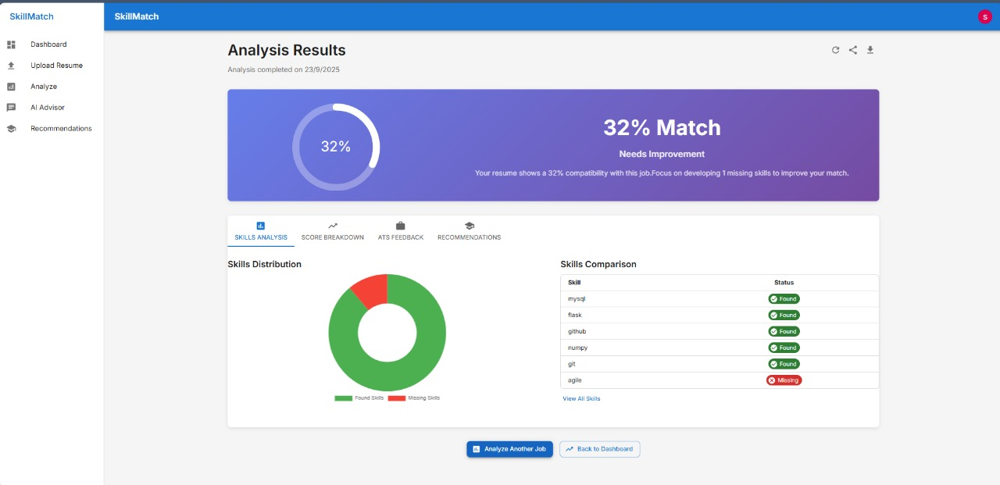 SkillMatch
SkillMatch
S
Dashboard
Upload Resume
Analyze
AI Advisor
Recommendations
Analysis Results
Analysis completed on 23/9/2025
32%
32% Match
Needs Improvement
Your resume shows a 32% compatibility with this job.Focus on developing 1 missing skills to improve your match.
SKILLS ANALYSIS
SCORE BREAKDOWN
ATS FEEDBACK
RECOMMENDATIONS
Skills Distribution
Found Skills
Missing Skills
Skills Comparison
Skill Status
mysql Found
flask Found
github Found
numpy Found
git Found
agile Missing
View All Skills
Analyze Another Job
Back to Dashboard